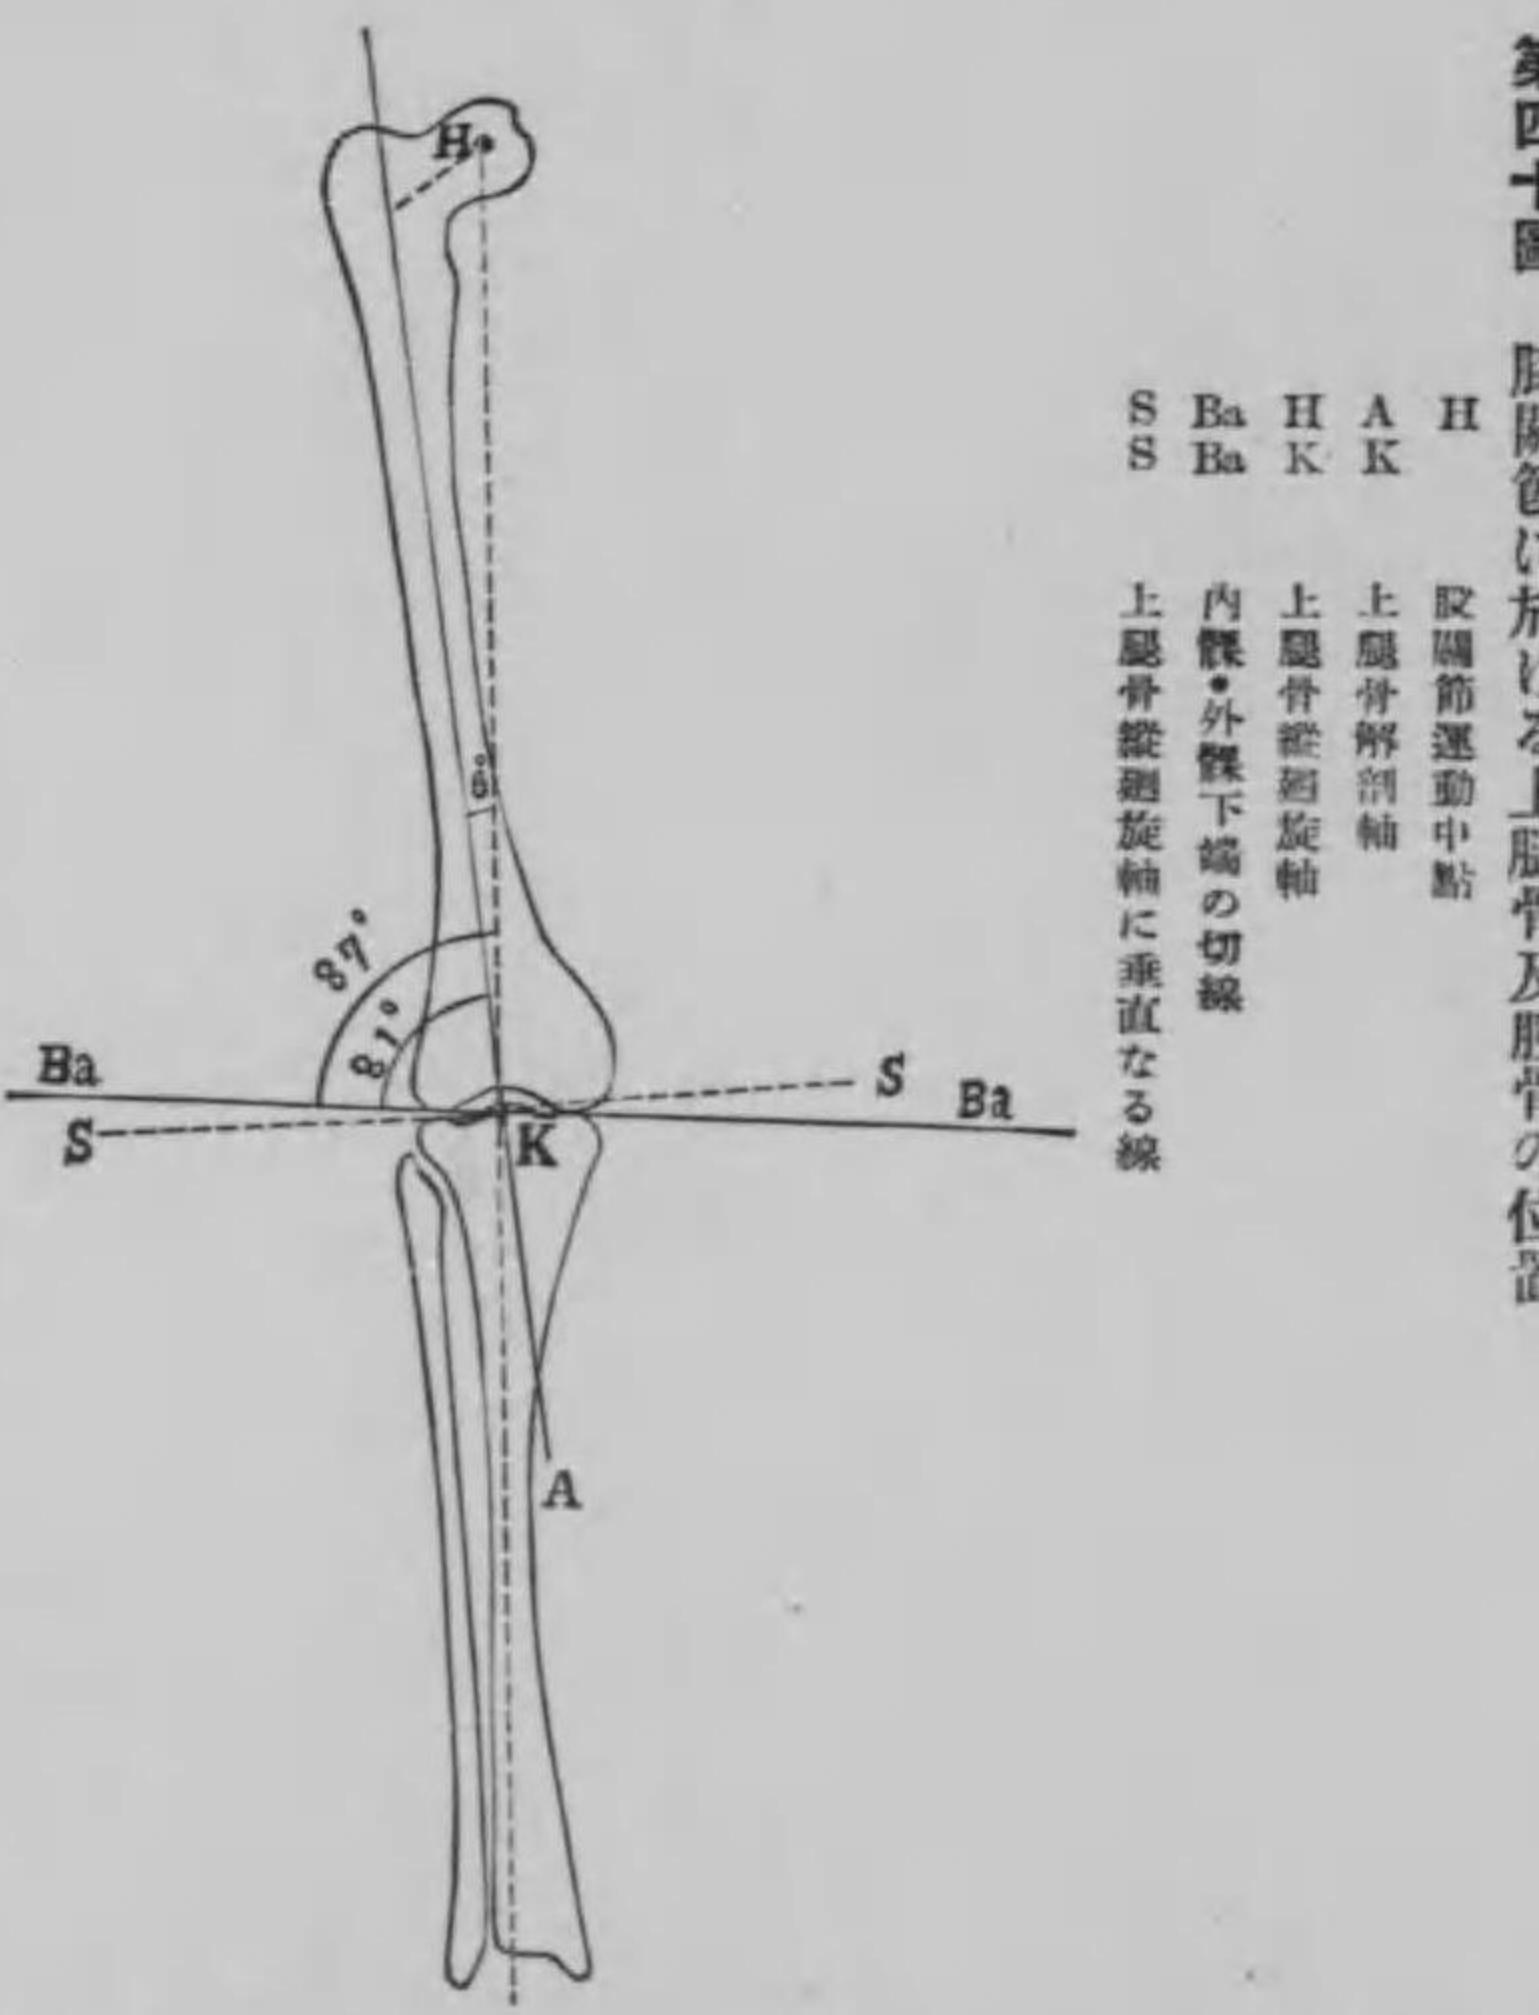 第四十圖 膝關節に於ける上腿骨及脛骨の位置
H 股關節運動中點
A K 上腿骨解剖軸
H K 上腿骨縱廻旋軸
Ba Ba 內髁・外髁下端の切線
S S 上腿骨縱廻旋軸に垂直なる線
H
6°
87°
81°
Ba
S
S
Ba
K
A